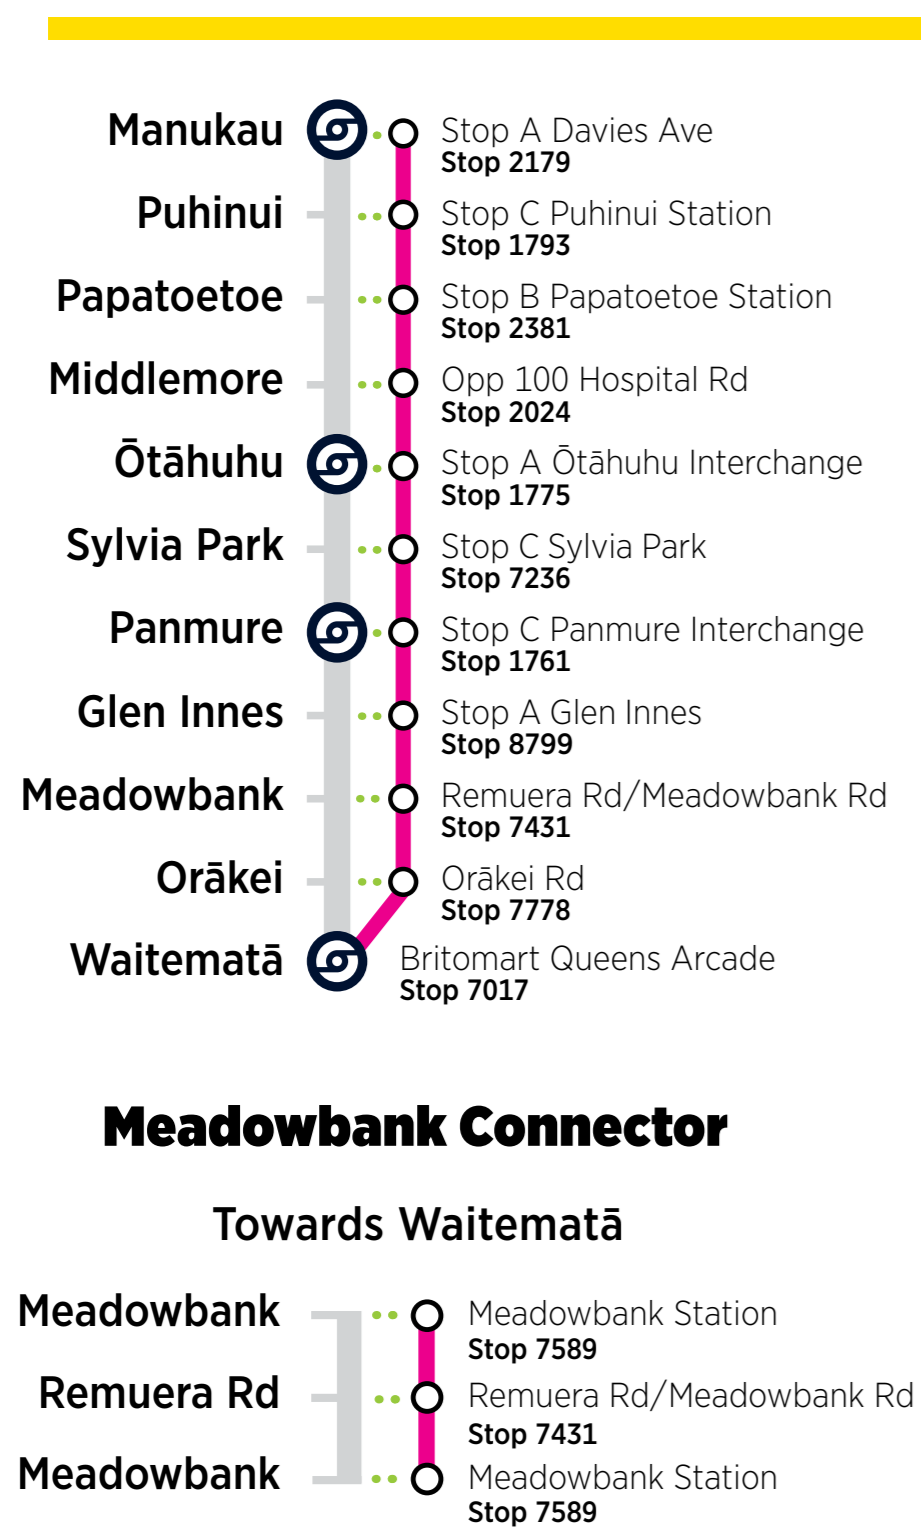 Manukau
Stop A Davies Ave
Stop 2179
Puhinui
Stop C Puhinui Station
Stop 1793
Papatoetoe
Stop B Papatoetoe Station
Stop 2381
Middlemore
Opp 100 Hospital Rd
Stop 2024
Ōtāhuhu
Stop A Ōtāhuhu Interchange
Stop 1775
Sylvia Park
Stop C Sylvia Park
Stop 7236
Panmure
Stop C Panmure Interchange
Stop 1761
Glen Innes
Stop A Glen Innes
Stop 8799
Meadowbank
Remuera Rd/Meadowbank Rd
Stop 7431
Orākei
Orākei Rd
Stop 7778
Waitematā
Britomart Queens Arcade
Stop 7017
Meadowbank Connector
Towards Waitematā
Meadowbank
Meadowbank Station
Stop 7589
Remuera Rd
Remuera Rd/Meadowbank Rd
Stop 7431
Meadowbank
Meadowbank Station
Stop 7589